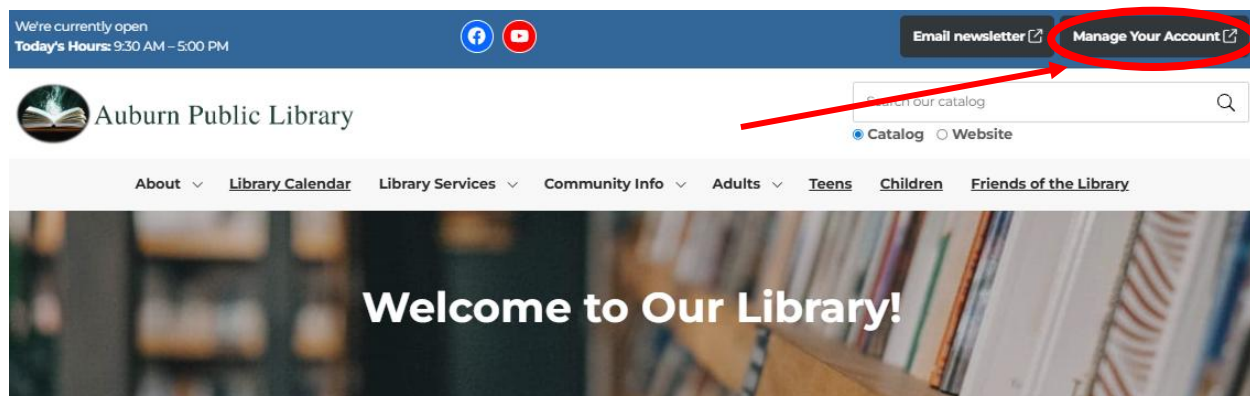 We're currently open
Today's Hours: 9:30 AM – 5:00 PM
Email newsletter
Manage Your Account
Auburn Public Library
Search our catalog
Catalog
Website
About
Library Calendar
Library Services
Community Info
Adults
Teens
Children
Friends of the Library
Welcome to Our Library!